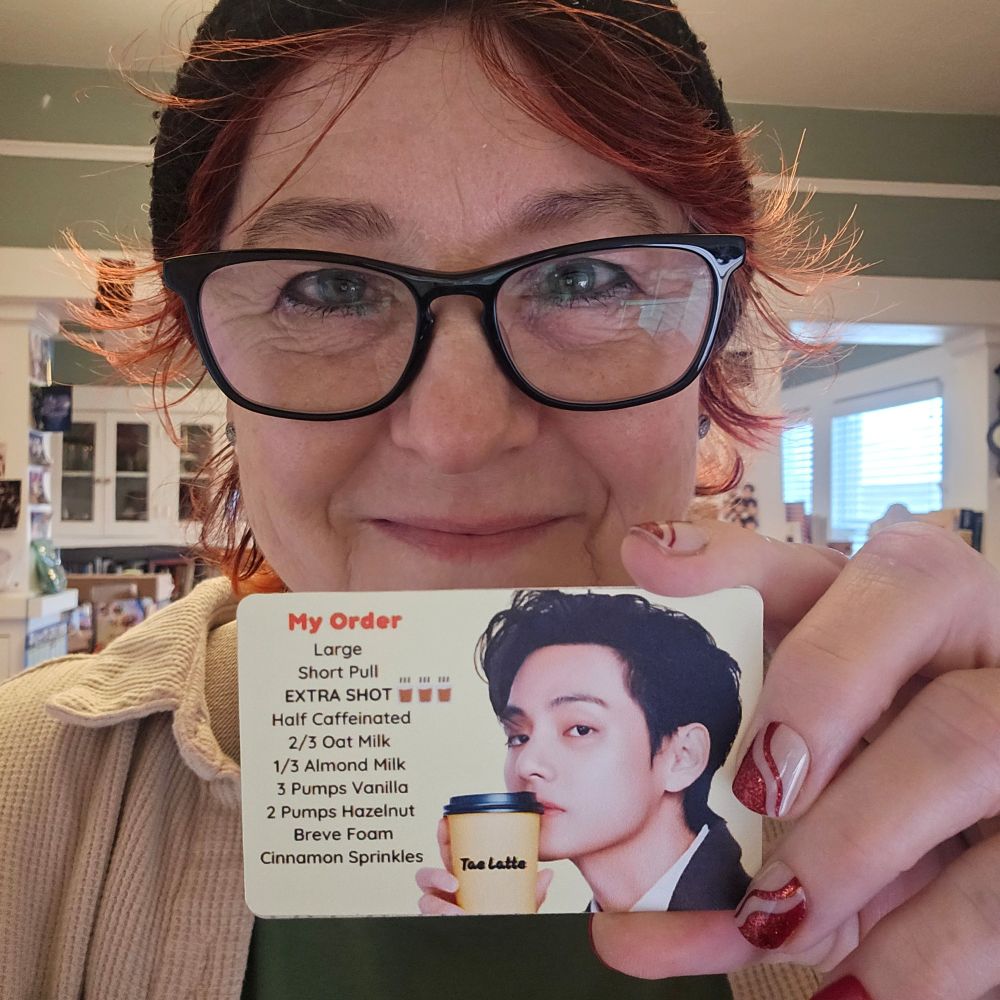 My Order
Large
Short Pull
EXTRA SHOT
Half Caffeinated
2/3 Oat Milk
1/3 Almond Milk
3 Pumps Vanilla
2 Pumps Hazelnut
Breve Foam
Cinnamon Sprinkles
Tae Latte